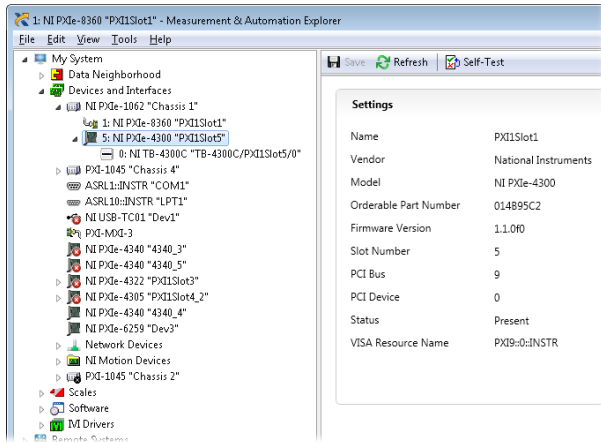 1: NI PXIe-8360 "PXI1Slot1" - Measurement & Automation Explorer
File Edit View Tools Help
My System
Data Neighborhood
Devices and Interfaces
NI PXIe-1062 "Chassis 1"
1: NI PXIe-8360 "PXI1Slot1"
5: NI PXIe-4300 "PXI1Slot5"
0: NI TB-4300C "TB-4300C/PXI1Slot5/0"
PXI-1045 "Chassis 4"
ASRL1::INSTR "COM1"
ASRL10::INSTR "LPT1"
NI USB-TC01 "Dev1"
PXI-MXI-3
NI PXIe-4340 "4340_3"
NI PXIe-4340 "4340_5"
NI PXIe-4322 "PXI1Slot3"
NI PXIe-4305 "PXI1Slot4_2"
NI PXIe-4340 "4340_4"
NI PXIe-6259 "Dev3"
Network Devices
NI Motion Devices
PXI-1045 "Chassis 2"
Scales
Software
IVI Drivers
Remote Systems
Save Refresh Self-Test
Settings
Name PXI1Slot1
Vendor National Instruments
Model NI PXIe-4300
Orderable Part Number 014B95C2
Firmware Version 1.1.0f0
Slot Number 5
PCI Bus 9
PCI Device 0
Status Present
VISA Resource Name PXI9::0::INSTR